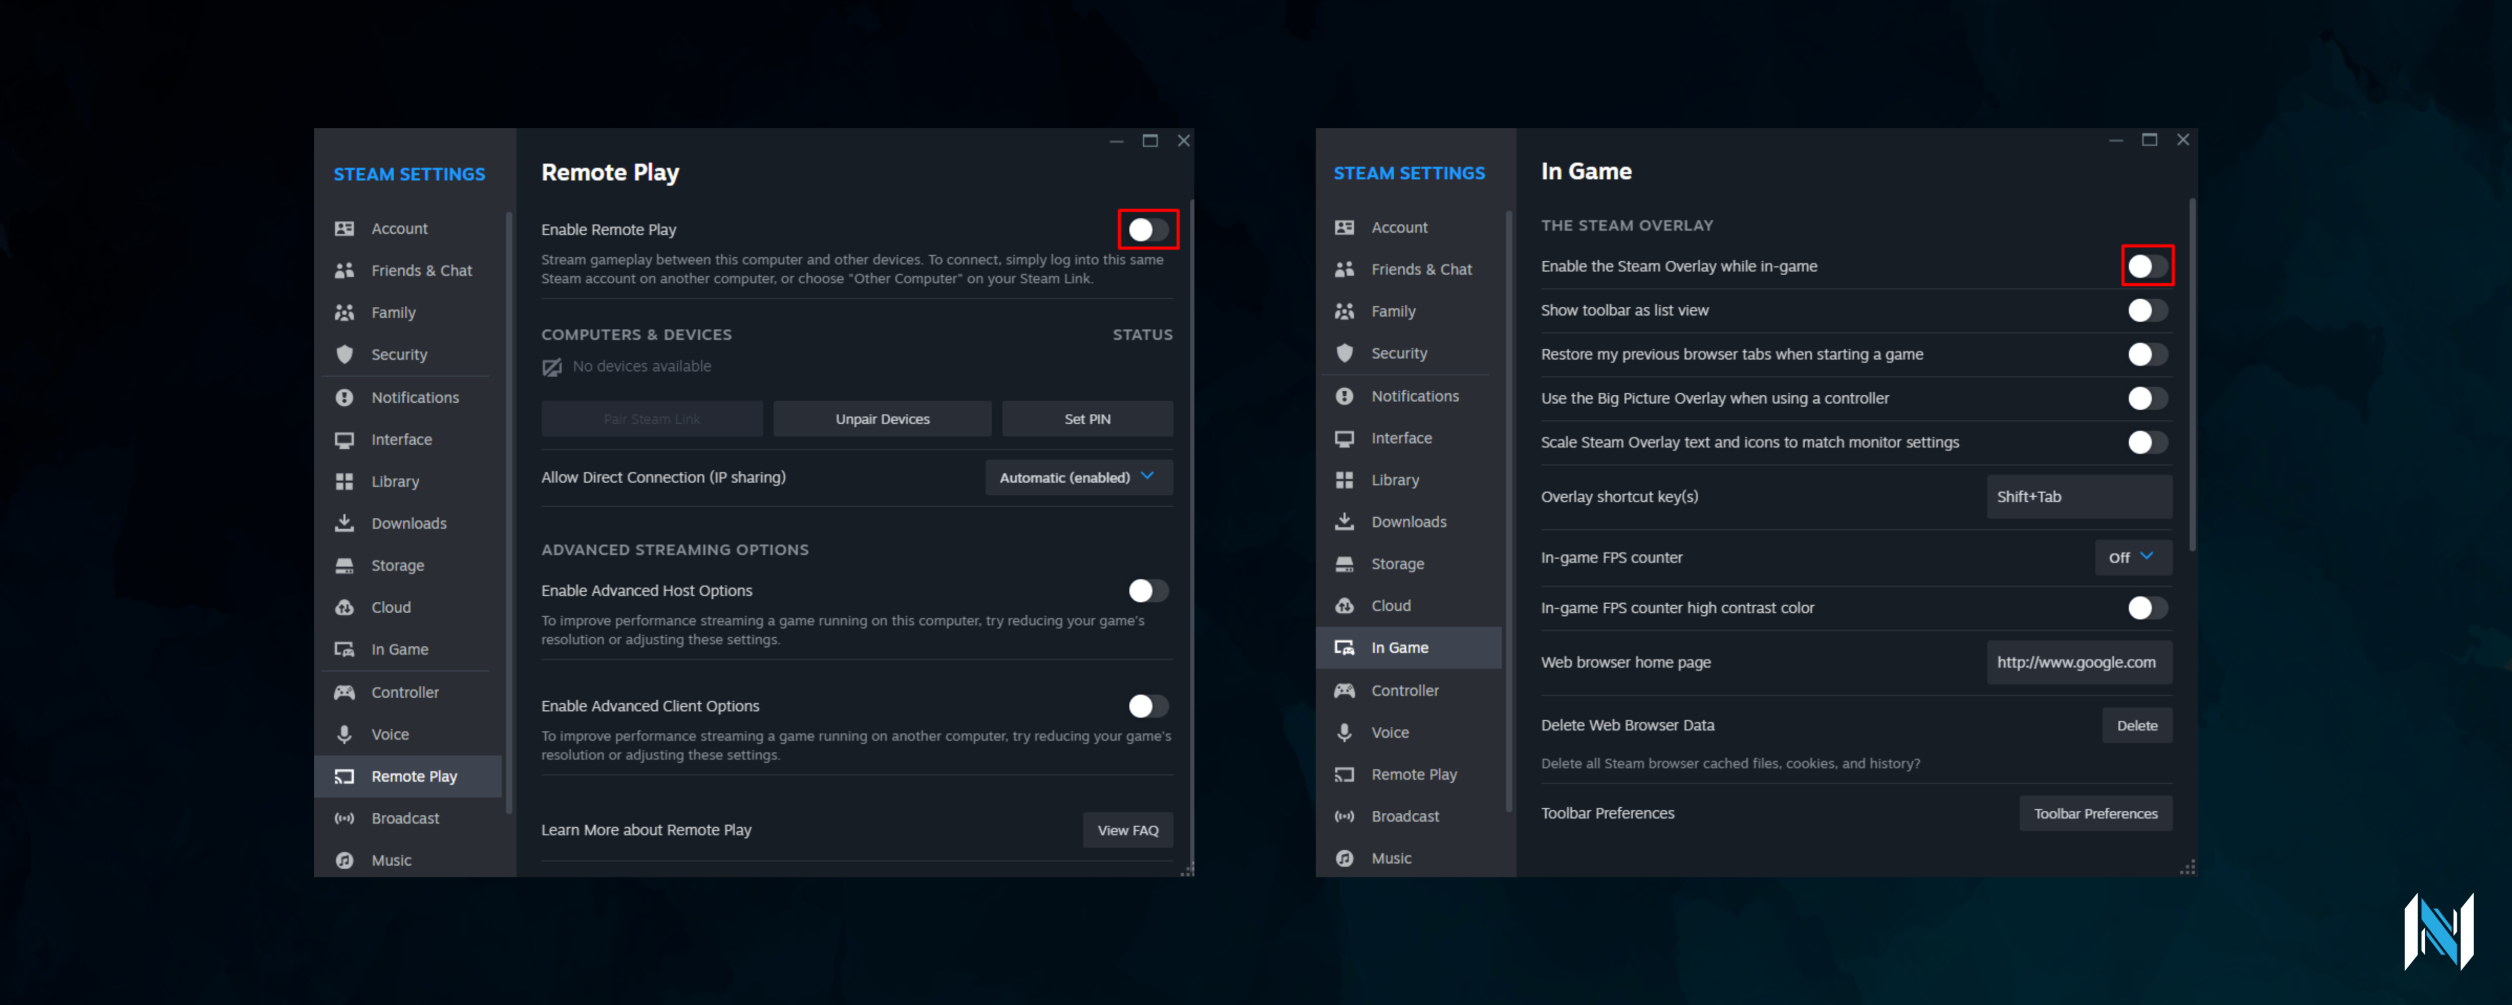 STEAM SETTINGS
Account
Friends & Chat
Family
Security
Notifications
Interface
Library
Downloads
Storage
Cloud
In Game
Controller
Voice
Remote Play
Broadcast
Music
Remote Play
Enable Remote Play
Stream gameplay between this computer and other devices. To connect, simply log into this same
Steam account on another computer, or choose "Other Computer" on your Steam Link.
COMPUTERS & DEVICES STATUS
No devices available
Pair Steam Link Unpair Devices Set PIN
Allow Direct Connection (IP sharing) Automatic (enabled)
ADVANCED STREAMING OPTIONS
Enable Advanced Host Options
To improve performance streaming a game running on this computer, try reducing your game's
resolution or adjusting these settings.
Enable Advanced Client Options
To improve performance streaming a game running on another computer, try reducing your game's
resolution or adjusting these settings.
Learn More about Remote Play View FAQ
STEAM SETTINGS
Account
Friends & Chat
Family
Security
Notifications
Interface
Library
Downloads
Storage
Cloud
In Game
Controller
Voice
Remote Play
Broadcast
Music
In Game
THE STEAM OVERLAY
Enable the Steam Overlay while in-game
Show toolbar as list view
Restore my previous browser tabs when starting a game
Use the Big Picture Overlay when using a controller
Scale Steam Overlay text and icons to match monitor settings
Overlay shortcut key(s) Shift+Tab
In-game FPS counter Off
In-game FPS counter high contrast color
Web browser home page http://www.google.com
Delete Web Browser Data Delete
Delete all Steam browser cached files, cookies, and history?
Toolbar Preferences Toolbar Preferences